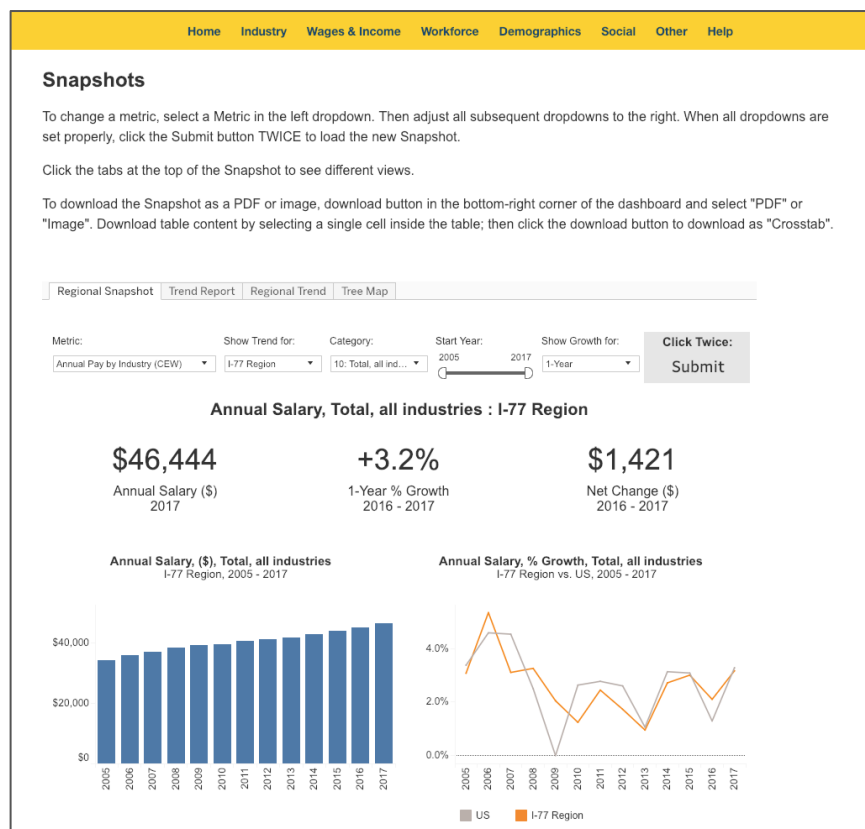 Home Industry Wages & Income Workforce Demographics Social Other Help
Snapshots
To change a metric, select a Metric in the left dropdown. Then adjust all subsequent dropdowns to the right. When all dropdowns are
set properly, click the Submit button TWICE to load the new Snapshot.
Click the tabs at the top of the Snapshot to see different views.
To download the Snapshot as a PDF or image, download button in the bottom-right corner of the dashboard and select "PDF" or
"Image". Download table content by selecting a single cell inside the table; then click the download button to download as "Crosstab".
Regional Snapshot Trend Report Regional Trend Tree Map
Metric: Show Trend for: Category: Start Year: Show Growth for: Click Twice:
2005 2017
Annual Pay by Industry (CEW) I-77 Region 10: Total, all ind... 1-Year Submit
Annual Salary, Total, all industries : I-77 Region
$46,444 +3.2% $1,421
Annual Salary ($) 1-Year % Growth Net Change ($)
2017 2016 - 2017 2016 - 2017
Annual Salary, ($), Total, all industries
I-77 Region, 2005 - 2017
$40,000
$20,000
$0
2005 2006 2007 2008 2009 2010 2011 2012 2013 2014 2015 2016 2017
Annual Salary, % Growth, Total, all industries
I-77 Region vs. US, 2005 - 2017
4.0%
2.0%
0.0%
2005 2006 2007 2008 2009 2010 2011 2012 2013 2014 2015 2016 2017
US I-77 Region